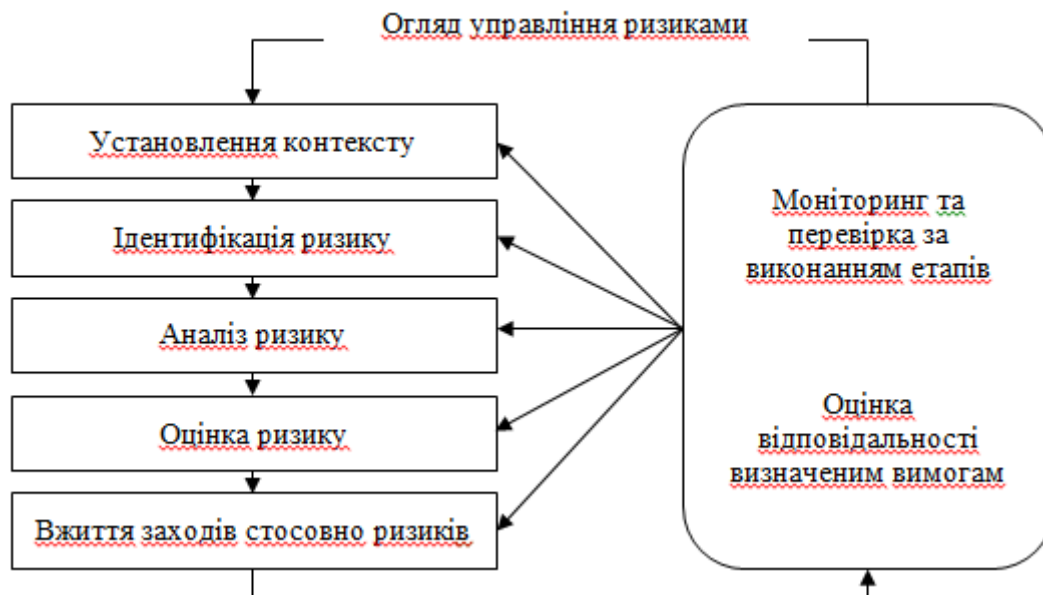 Огляд управління ризиками
Установлення контексту
Ідентифікація ризику
Аналіз ризику
Оцінка ризику
Вжиття заходів стосовно ризиків
Моніторинг та
перевірка за
виконанням етапів
Оцінка
відповідальності
визначеним вимогам